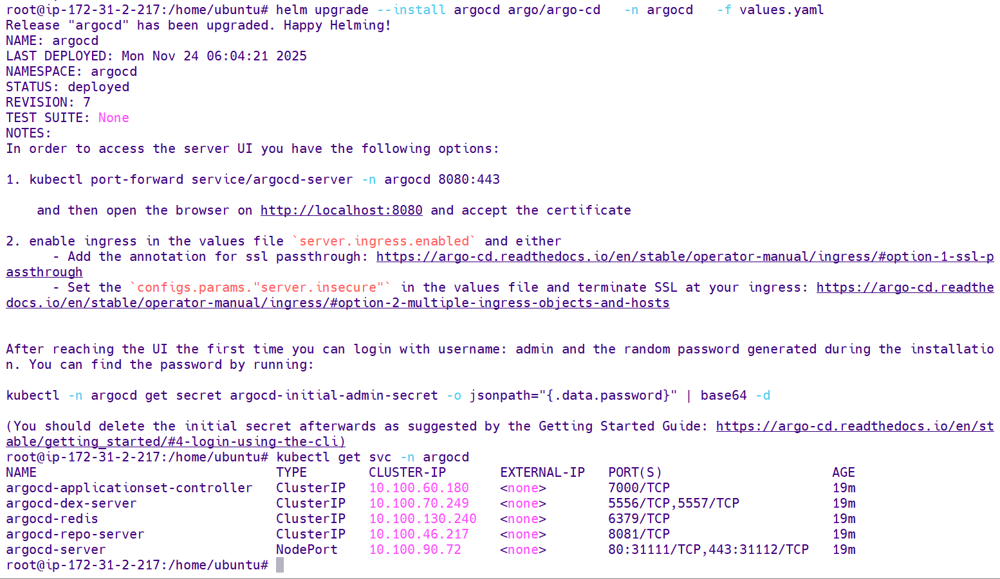 root@ip-172-31-2-217:/home/ubuntu# helm upgrade --install argocd argo/argo-cd   -n argocd   -f values.yaml
Release "argocd" has been upgraded. Happy Helming!
NAME: argocd
LAST DEPLOYED: Mon Nov 24 06:04:21 2025
NAMESPACE: argocd
STATUS: deployed
REVISION: 7
TEST SUITE: None
NOTES:
In order to access the server UI you have the following options:
1. kubectl port-forward service/argocd-server -n argocd 8080:443
    and then open the browser on http://localhost:8080 and accept the certificate
2. enable ingress in the values file `server.ingress.enabled` and either
      - Add the annotation for ssl passthrough: https://argo-cd.readthedocs.io/en/stable/operator-manual/ingress/#option-1-ssl-p
assthrough
      - Set the `configs.params."server.insecure"` in the values file and terminate SSL at your ingress: https://argo-cd.readthe
docs.io/en/stable/operator-manual/ingress/#option-2-multiple-ingress-objects-and-hosts
After reaching the UI the first time you can login with username: admin and the random password generated during the installatio
n. You can find the password by running:
kubectl -n argocd get secret argocd-initial-admin-secret -o jsonpath="{.data.password}" | base64 -d
(You should delete the initial secret afterwards as suggested by the Getting Started Guide: https://argo-cd.readthedocs.io/en/st
able/getting_started/#4-login-using-the-cli)
root@ip-172-31-2-217:/home/ubuntu# kubectl get svc -n argocd
NAME                               TYPE        CLUSTER-IP       EXTERNAL-IP   PORT(S)                      AGE
argocd-applicationset-controller   ClusterIP   10.100.60.180    <none>        7000/TCP                     19m
argocd-dex-server                  ClusterIP   10.100.70.249    <none>        5556/TCP,5557/TCP            19m
argocd-redis                       ClusterIP   10.100.130.240   <none>        6379/TCP                     19m
argocd-repo-server                 ClusterIP   10.100.46.217    <none>        8081/TCP                     19m
argocd-server                      NodePort    10.100.90.72     <none>        80:31111/TCP,443:31112/TCP   19m
root@ip-172-31-2-217:/home/ubuntu#